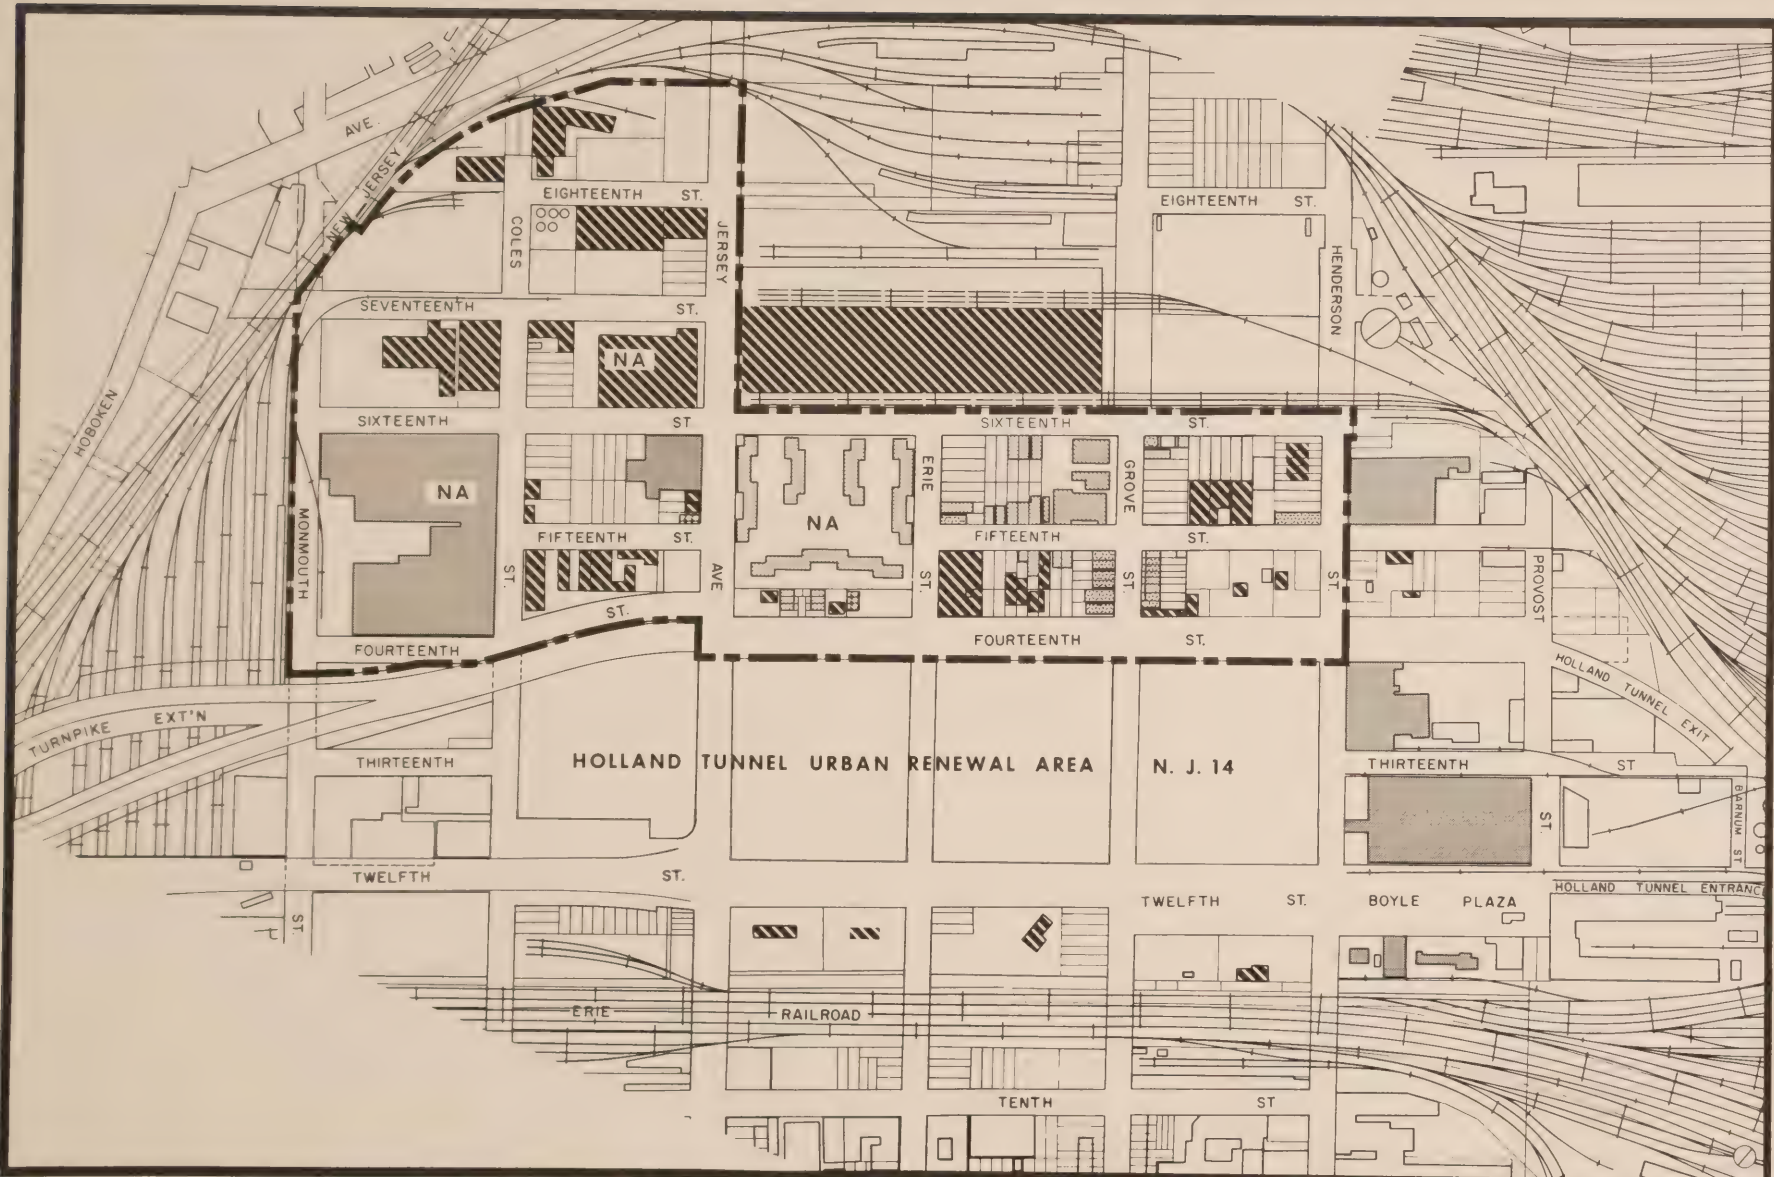 AVE.
NEW JERSEY
EIGHTEENTH ST.
EIGHTEENTH ST.
COLES
JERSEY
HENDERSON
SEVENTEENTH ST.
NA
HOBOKEN
SIXTEENTH ST
SIXTEENTH ST.
NA
NA
ERIE
GROVE
MONMOUTH
FIFTEENTH ST.
FIFTEENTH ST.
ST.
AVE
ST.
ST.
ST.
PROVOST
ST.
FOURTEENTH
FOURTEENTH ST.
HOLLAND TUNNEL EXIT
TURNPIKE EXT'N
THIRTEENTH
HOLLAND TUNNEL URBAN RENEWAL AREA N. J. 14
THIRTEENTH ST
ST.
BARNUM ST
TWELFTH ST.
HOLLAND TUNNEL ENTRANCE
TWELFTH ST.
BOYLE PLAZA
ST.
ERIE RAILROAD
TENTH ST